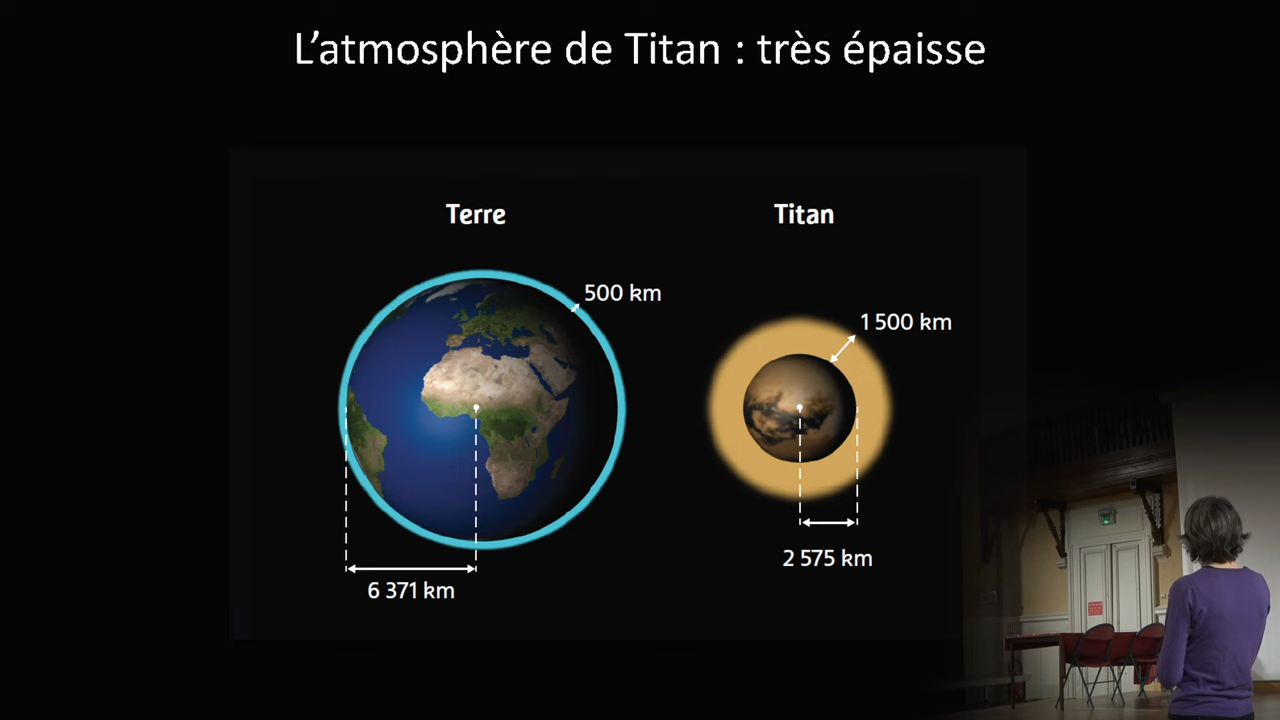 L'atmosphère de Titan : très épaisse
Terre
Titan
500 km
1 500 km
2 575 km
6 371 km